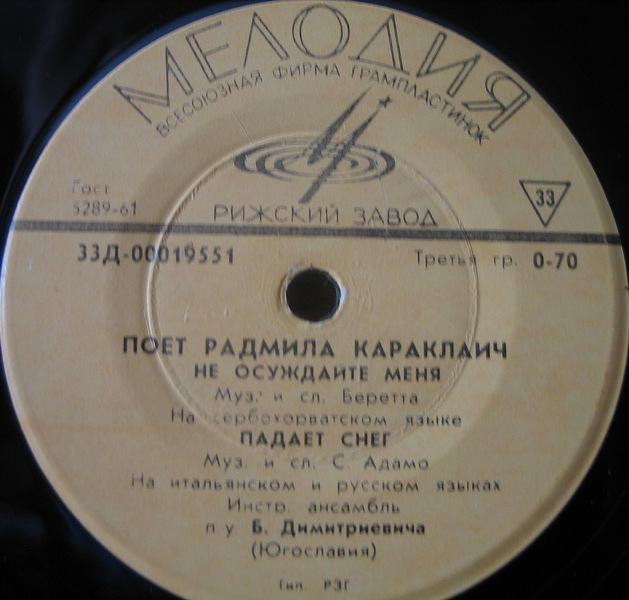 МЕЛОДИЯ
ВСЕСОЮЗНАЯ ФИРМА ГРАМПЛАСТИНОК
Гост
5289-61
33
РИЖСКИЙ ЗАВОД
33Д-00019551
Третья гр. 0-70
ПОЕТ РАДМИЛА КАРАКЛАИЧ
НЕ ОСУЖДАЙТЕ МЕНЯ
Муз. и сл. Беретта
На сербохорватском языке
ПАДАЕТ СНЕГ
Муз. и сл. С. Адамо
На итальянском и русском языках
Инстр. ансамбль
п/у Б. Димитриевича
(Югославия)
Тип. РЗГ